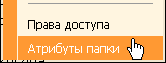 Права доступа
Атрибуты папки